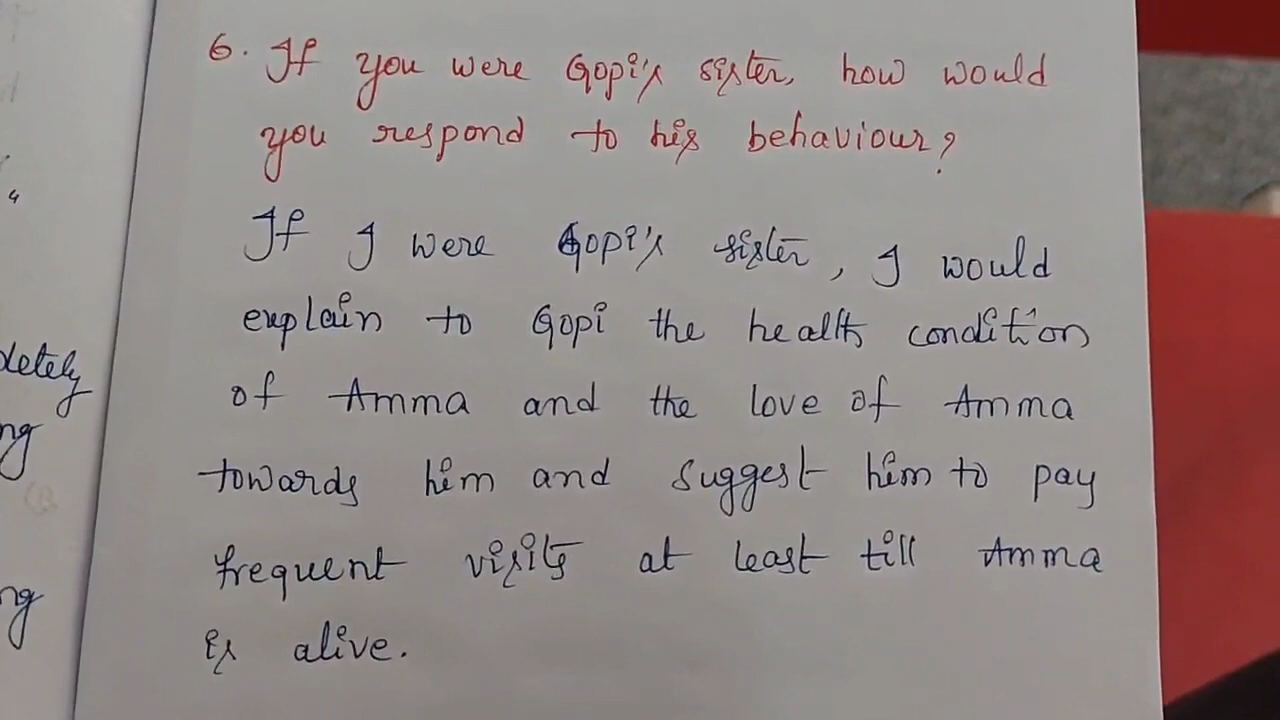 6. If you were Gopi's sister, how would
you respond to his behaviour?
If I were Gopi's sister, I would
explain to Gopi the health condition
of Amma and the love of Amma
towards him and suggest him to pay
frequent visits at least till Amma
is alive.